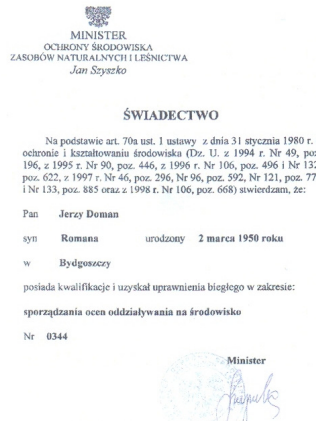 MINISTER
OCHRONY ŚRODOWISKA
ZASOBÓW NATURALNYCH I LEŚNICTWA
Jan Szyszko
ŚWIADECTWO
Na podstawie art. 70a ust. 1 ustawy z dnia 31 stycznia 1980 r.
ochronie i kształtowaniu środowiska (Dz. U. z 1994 r. Nr 49, poz
196, z 1995 r. Nr 90, poz. 446, z 1996 r. Nr 106, poz. 496 i Nr 132
poz. 622, z 1997 r. Nr 46, poz. 296, Nr 96, poz. 592, Nr 121, poz. 77
i Nr 133, poz. 885 oraz z 1998 r. Nr 106, poz. 668) stwierdzam, że:
Pan Jerzy Doman
syn Romana urodzony 2 marca 1950 roku
w Bydgoszczy
posiada kwalifikacje i uzyskał uprawnienia biegłego w zakresie:
sporządzania ocen oddziaływania na środowisko
Nr 0344
Minister